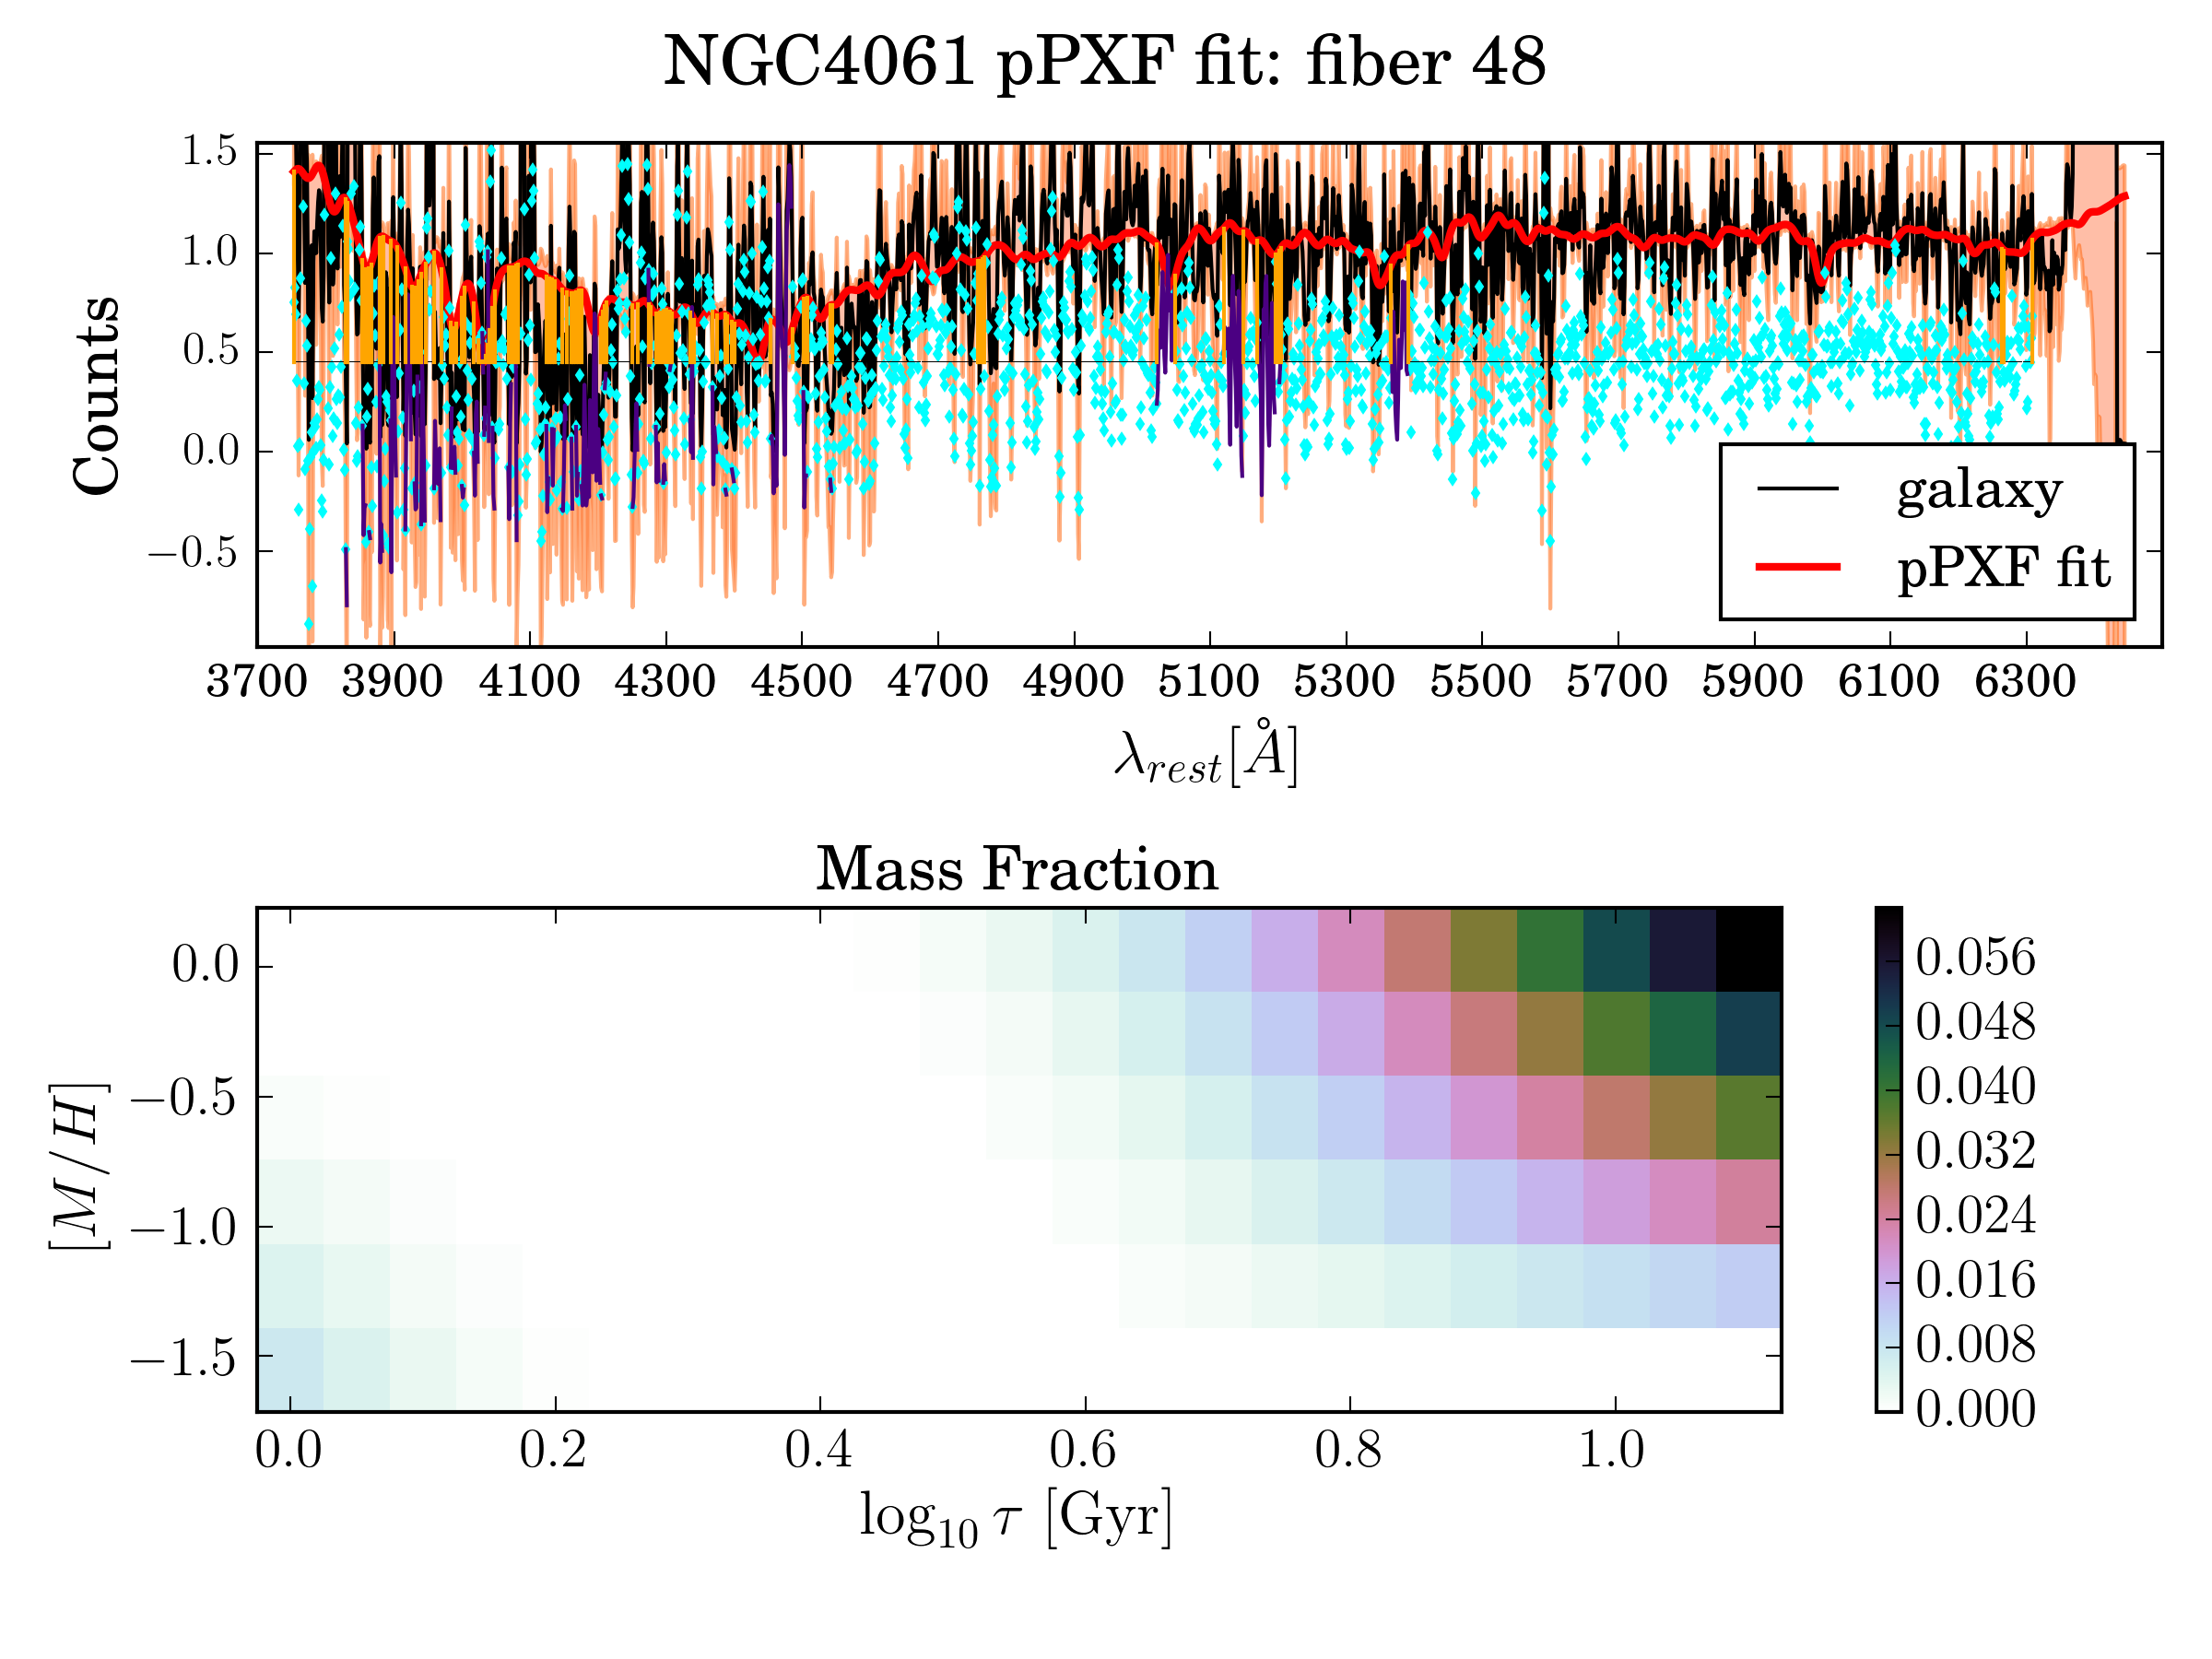 NGC4061 pPXF fit: fiber 48
1.5
1.0
0.5
0.0
−0.5
Counts
galaxy
pPXF fit
3700 3900 4100 4300 4500 4700 4900 5100 5300 5500 5700 5900 6100 6300
λrest[Å]
Mass Fraction
0.0
−0.5
−1.0
−1.5
[M/H]
0.0 0.2 0.4 0.6 0.8 1.0
log10 τ [Gyr]
0.056
0.048
0.040
0.032
0.024
0.016
0.008
0.000